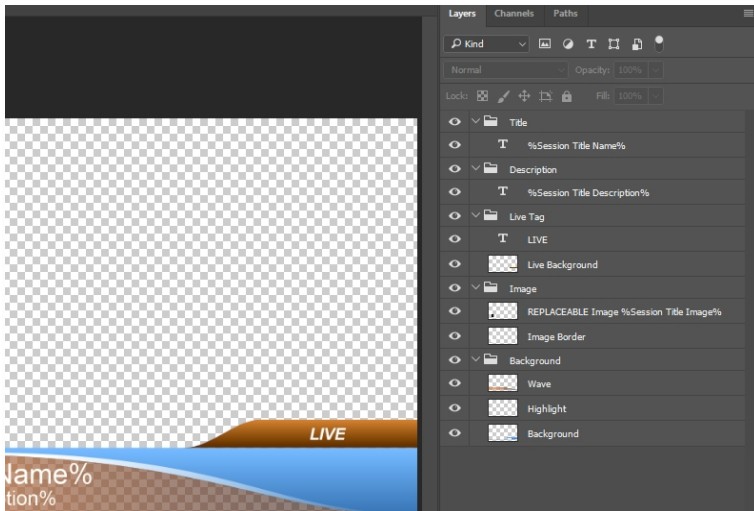 Layers Channels Paths
Kind
Normal Opacity: 100%
Lock: Fill: 100%
Title
T %Session Title Name%
Description
T %Session Title Description%
Live Tag
T LIVE
Live Background
Image
REPLACEABLE Image %Session Title Image%
Image Border
Background
Wave
Highlight
Background
LIVE
Name%
tion%